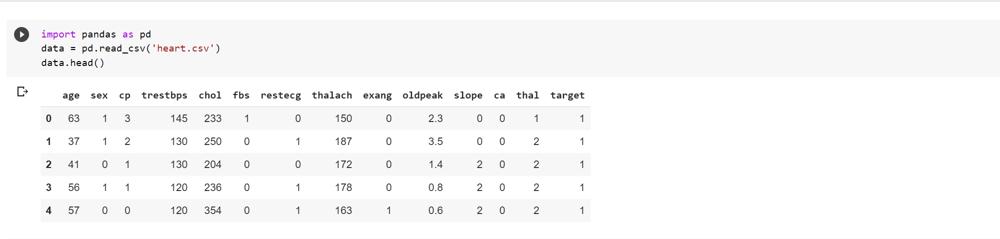 import pandas as pd
data = pd.read_csv('heart.csv')
data.head()
age sex cp trestbps chol fbs restecg thalach exang oldpeak slope ca thal target
0 63 1 3 145 233 1 0 150 0 2.3 0 0 1 1
1 37 1 2 130 250 0 1 187 0 3.5 0 0 2 1
2 41 0 1 130 204 0 0 172 0 1.4 2 0 2 1
3 56 1 1 120 236 0 1 178 0 0.8 2 0 2 1
4 57 0 0 120 354 0 1 163 1 0.6 2 0 2 1